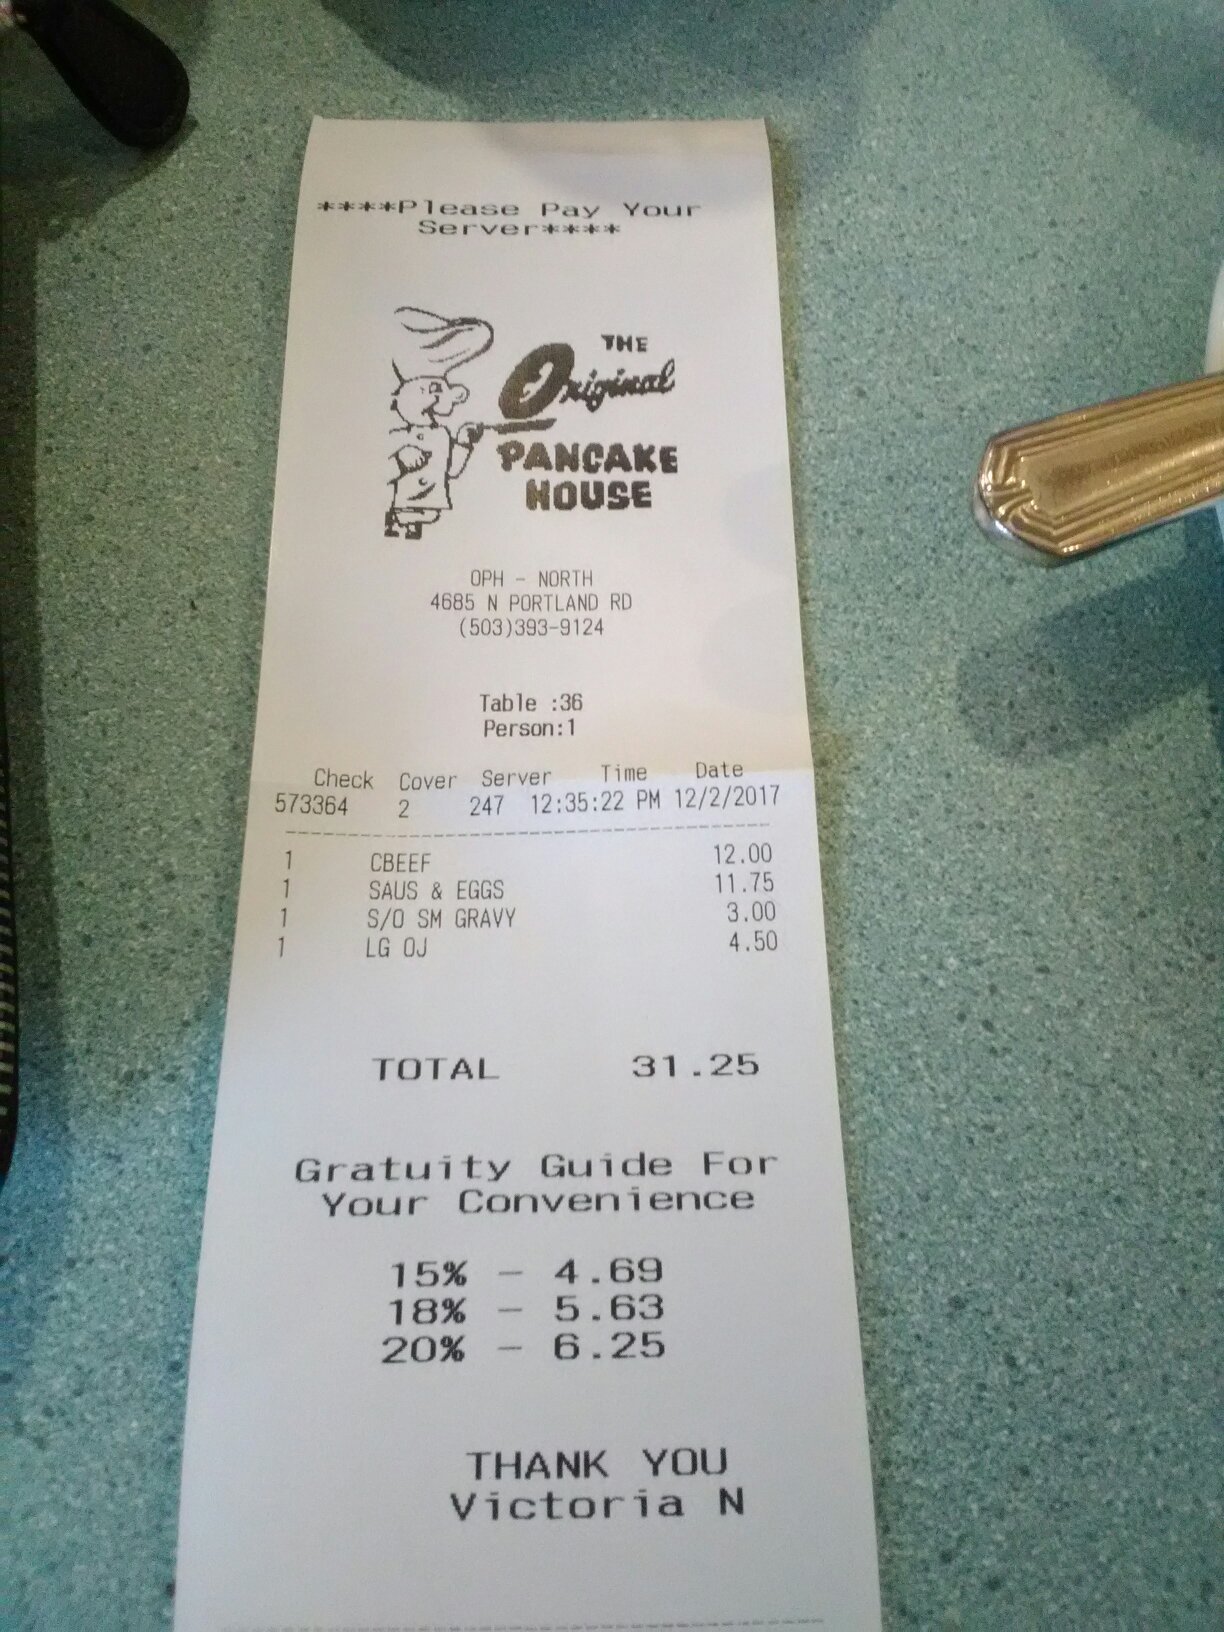 ****Please Pay Your
Server****
THE
Original
PANCAKE
HOUSE
OPH - NORTH
4685 N PORTLAND RD
(503)393-9124
Table :36
Person:1
Check Cover Server Time Date
573364 2 247 12:35:22 PM 12/2/2017
1 CBEEF 12.00
1 SAUS & EGGS 11.75
1 S/O SM GRAVY 3.00
1 LG OJ 4.50
TOTAL 31.25
Gratuity Guide For
Your Convenience
15% - 4.69
18% - 5.63
20% - 6.25
THANK YOU
Victoria N